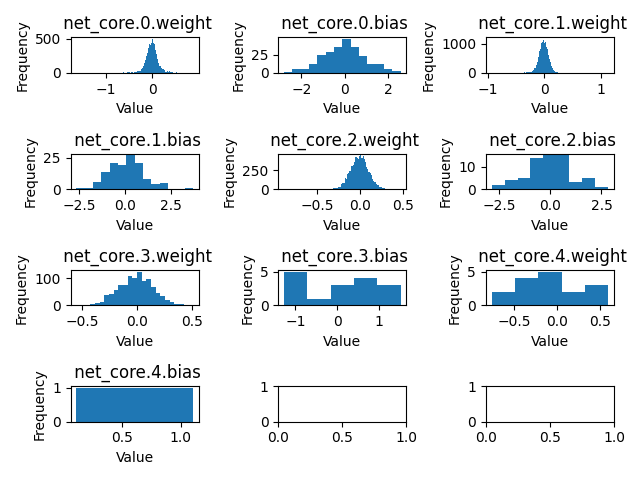 net_core.0.weight
Frequency
500
0
−1
0
Value
net_core.0.bias
Frequency
25
0
−2
0
2
Value
net_core.1.weight
Frequency
1000
0
−1
0
1
Value
net_core.1.bias
Frequency
25
0
−2.5
0.0
2.5
Value
net_core.2.weight
Frequency
250
0
−0.5
0.0
0.5
Value
net_core.2.bias
Frequency
10
0
−2.5
0.0
2.5
Value
net_core.3.weight
Frequency
100
0
−0.5
0.0
0.5
Value
net_core.3.bias
Frequency
5
0
−1
0
1
Value
net_core.4.weight
Frequency
5
0
−0.5
0.0
0.5
Value
net_core.4.bias
Frequency
1
0
0.5
1.0
Value
1
0
0.0
0.5
1.0
1
0
0.0
0.5
1.0